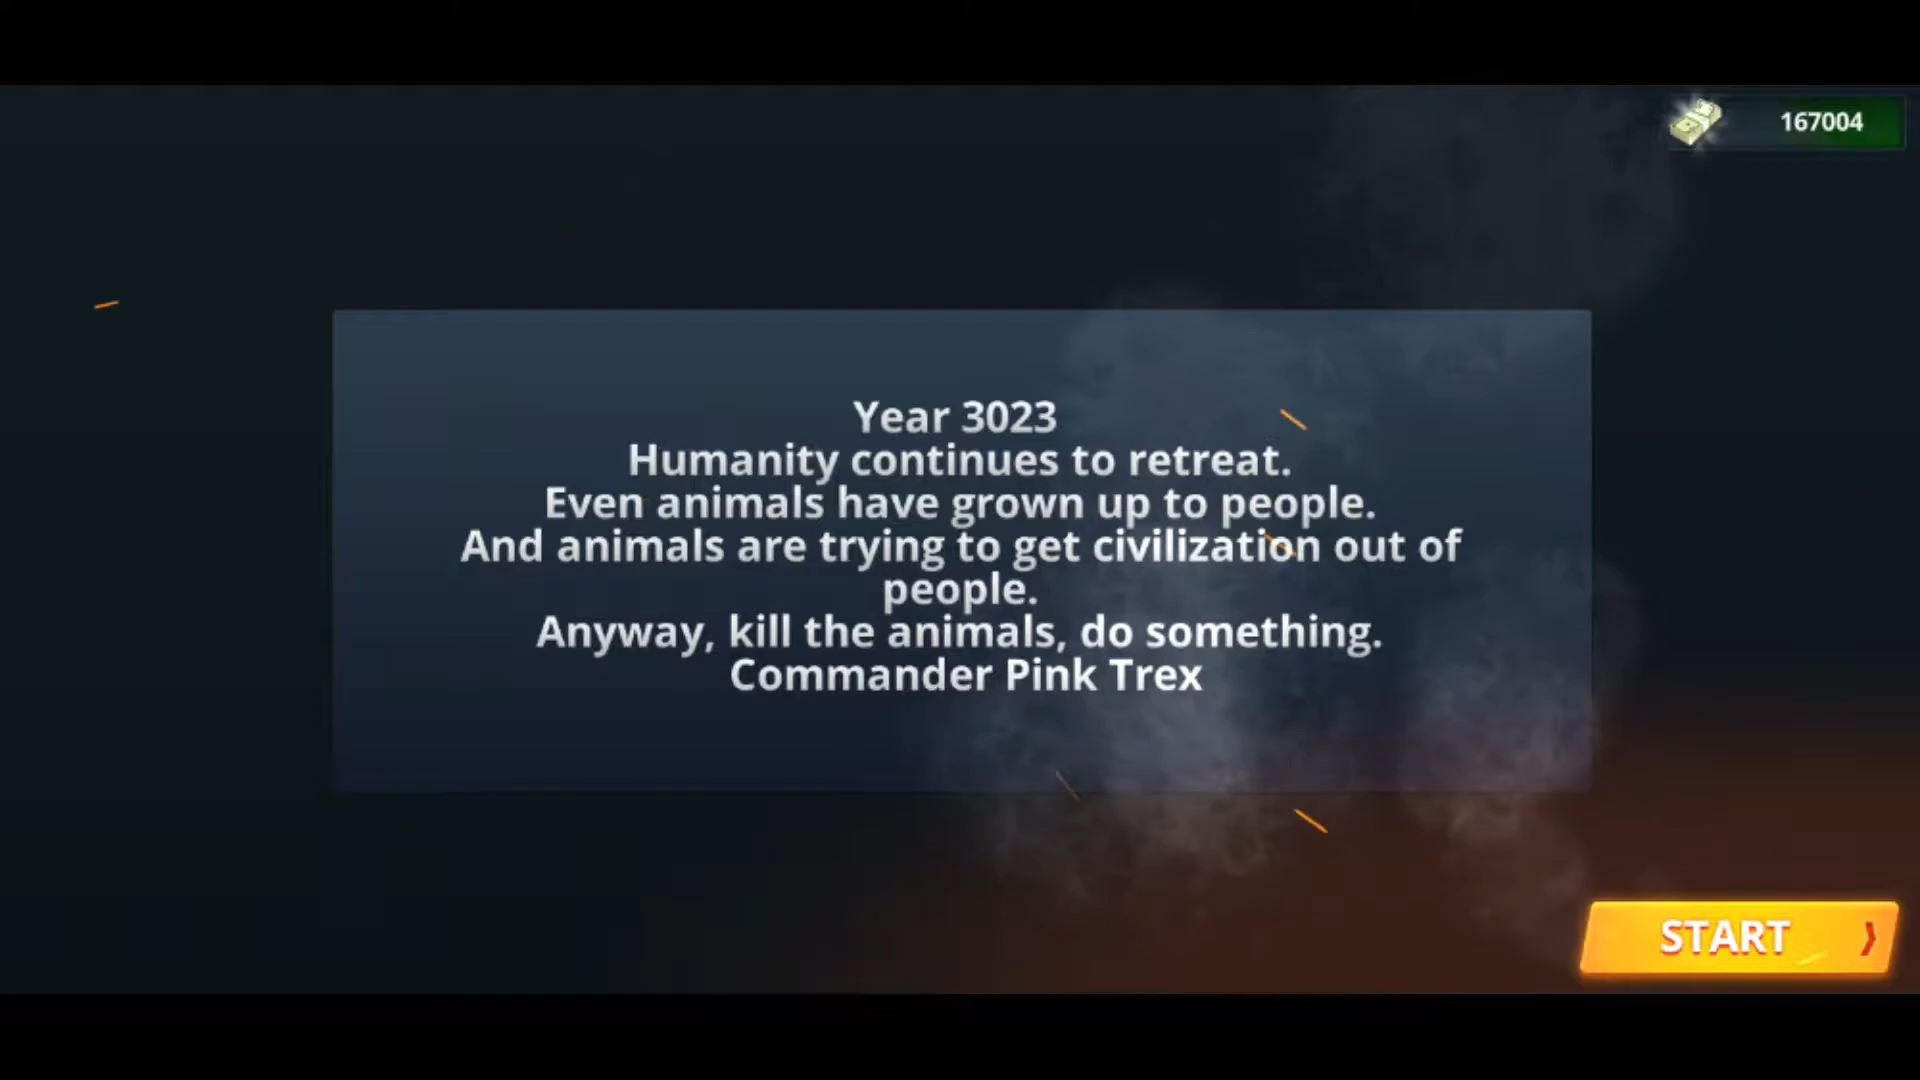 167004
Year 3023
Humanity continues to retreat.
Even animals have grown up to people.
And animals are trying to get civilization out of
people.
Anyway, kill the animals, do something.
Commander Pink Trex
START